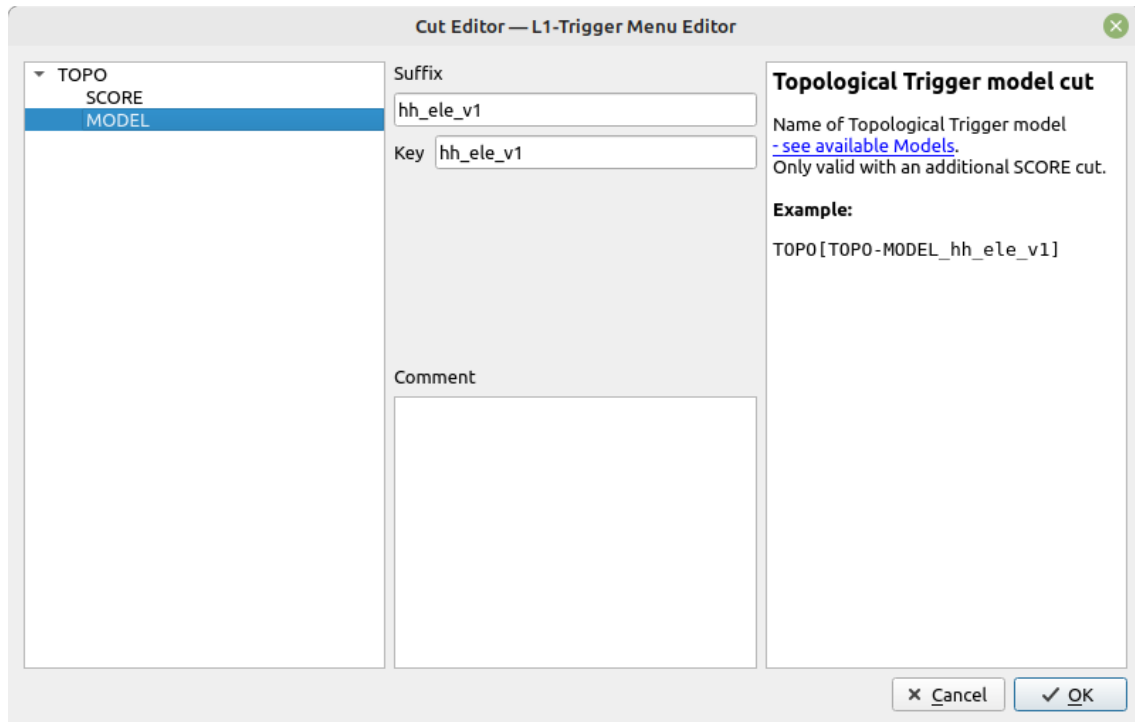 Cut Editor — L1-Trigger Menu Editor
TOPO
SCORE
MODEL
Suffix
hh_ele_v1
Key hh_ele_v1
Comment
Topological Trigger model cut
Name of Topological Trigger model
- see available Models.
Only valid with an additional SCORE cut.
Example:
TOPO[TOPO-MODEL_hh_ele_v1]
Cancel
OK